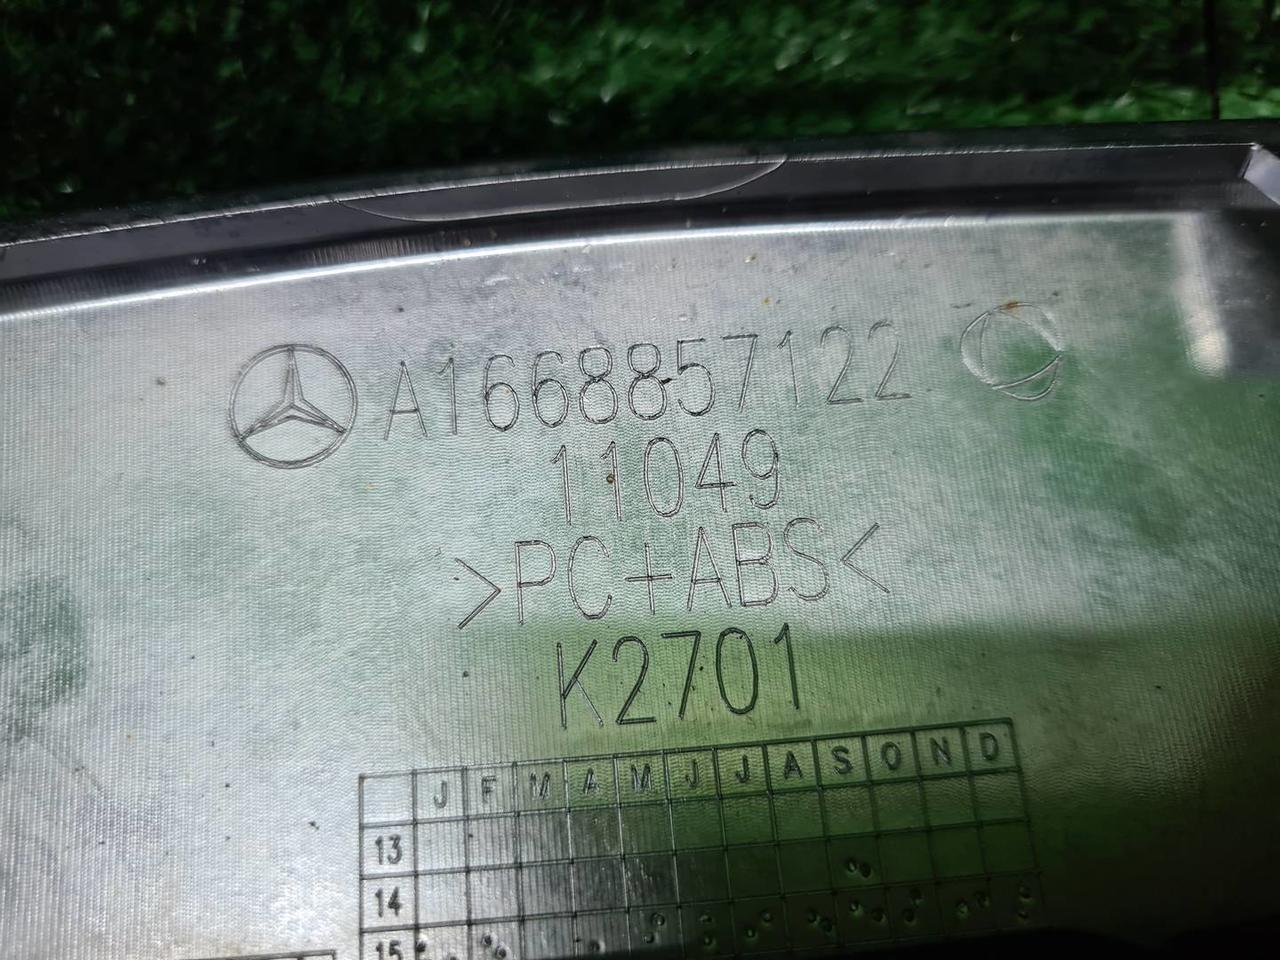 A1668857122
11049
>PC+ABS<
K2701
J F M A M J J A S O N D
13
14
15